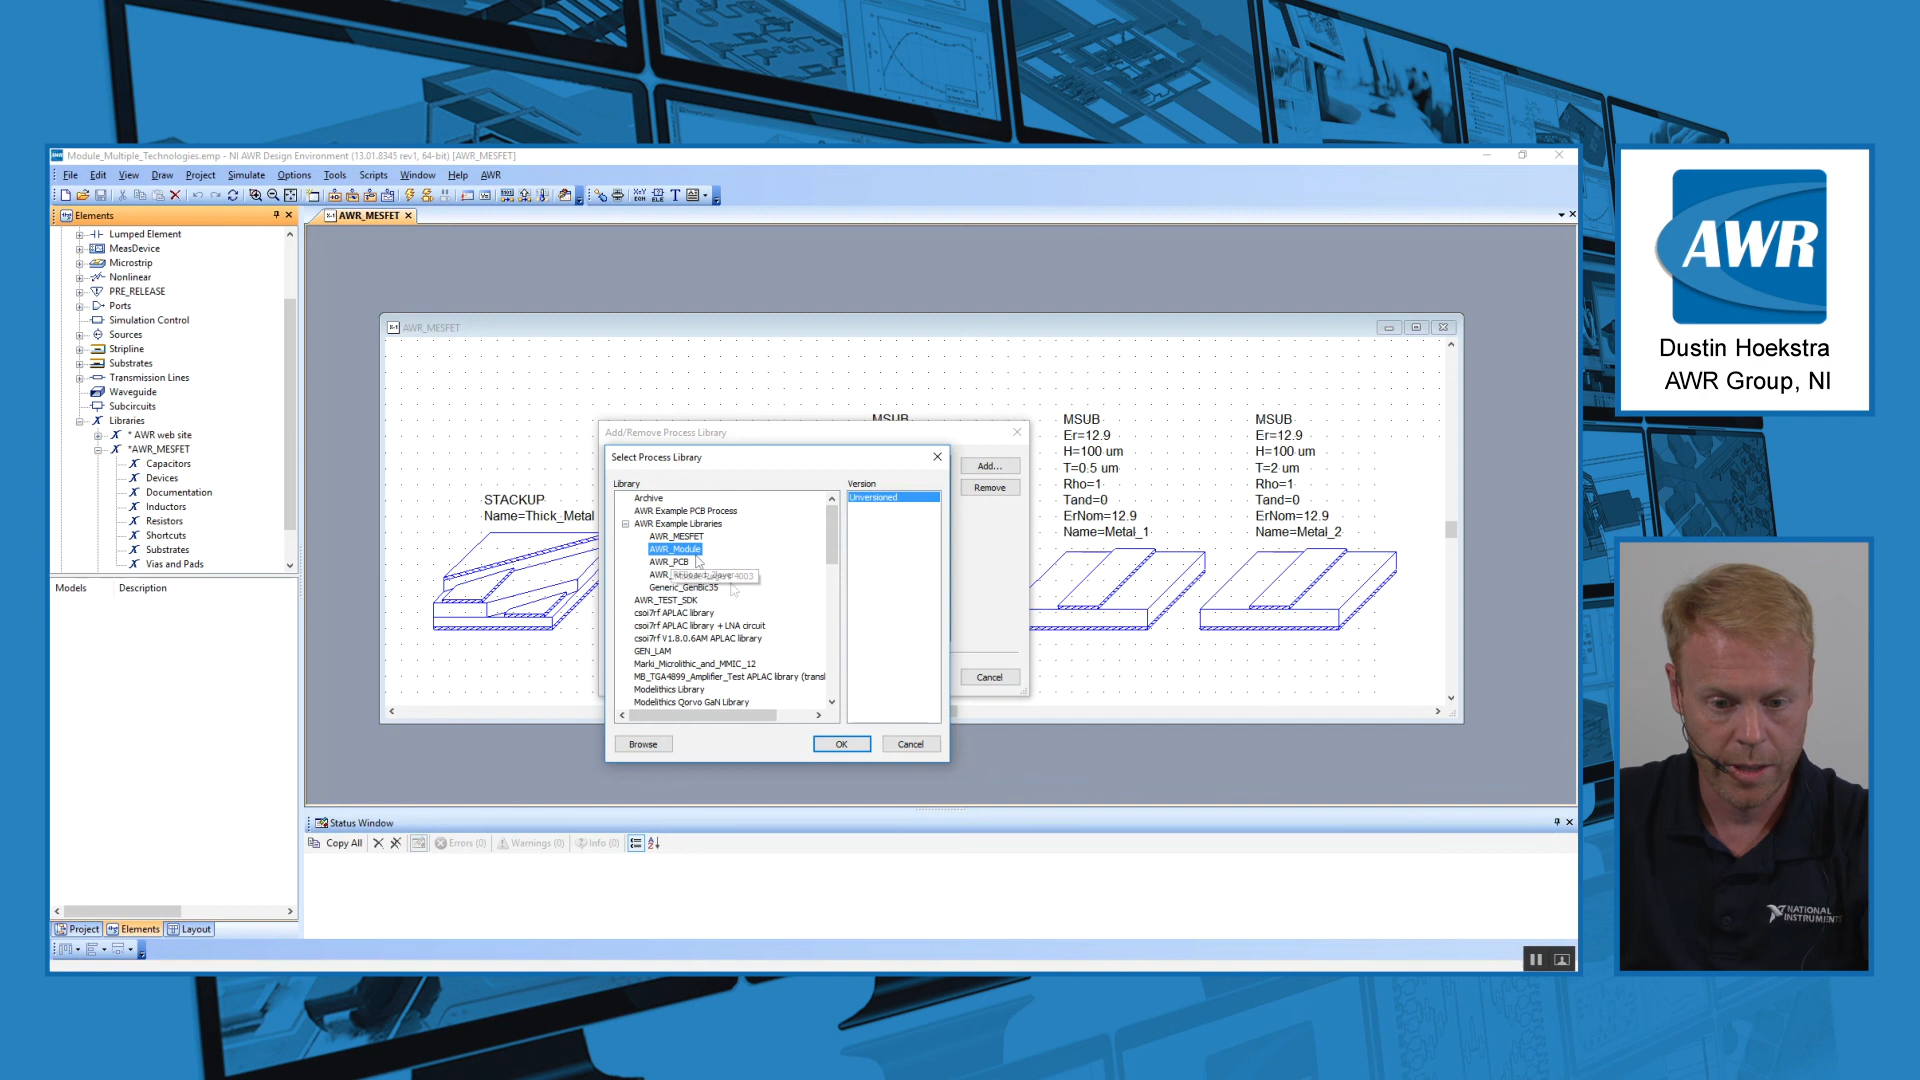 Module_Multiple_Technologies.emp - NI AWR Design Environment (13.01.8345 rev1, 64-bit) [AWR_MESFET]
File Edit View Draw Project Simulate Options Tools Scripts Window Help AWR
Elements
AWR_MESFET
Lumped Element
MeasDevice
Microstrip
Nonlinear
PRE_RELEASE
Ports
Simulation Control
Sources
Stripline
Substrates
Transmission Lines
Waveguide
Subcircuits
Libraries
* AWR web site
*AWR_MESFET
Capacitors
Devices
Documentation
Inductors
Resistors
Shortcuts
Substrates
Vias and Pads
Models Description
Project Elements Layout
AWR_MESFET
STACKUP
Name=Thick_Metal
MSUB
MSUB
Er=12.9
H=100 um
T=0.5 um
Rho=1
Tand=0
ErNom=12.9
Name=Metal_1
MSUB
Er=12.9
H=100 um
T=2 um
Rho=1
Tand=0
ErNom=12.9
Name=Metal_2
Add/Remove Process Library
Add...
Remove
Cancel
Select Process Library
Library Version
Archive
AWR Example PCB Process
AWR Example Libraries
AWR_MESFET
AWR_Module
AWR_PCB
Generic_GenBic35
AWR_TEST_SDK
csoi7rf APLAC library
csoi7rf APLAC library + LNA circuit
csoi7rf V1.8.0.6AM APLAC library
GEN_LAM
Marki_Microlithic_and_MMIC_12
MB_TGA4899_Amplifier_Test APLAC library (transl
Modelithics Library
Modelithics Qorvo GaN Library
Unversioned
Browse OK Cancel
Status Window
Copy All Errors (0) Warnings (0) Info (0)
AWR
Dustin Hoekstra
AWR Group, NI
NATIONAL
INSTRUMENTS